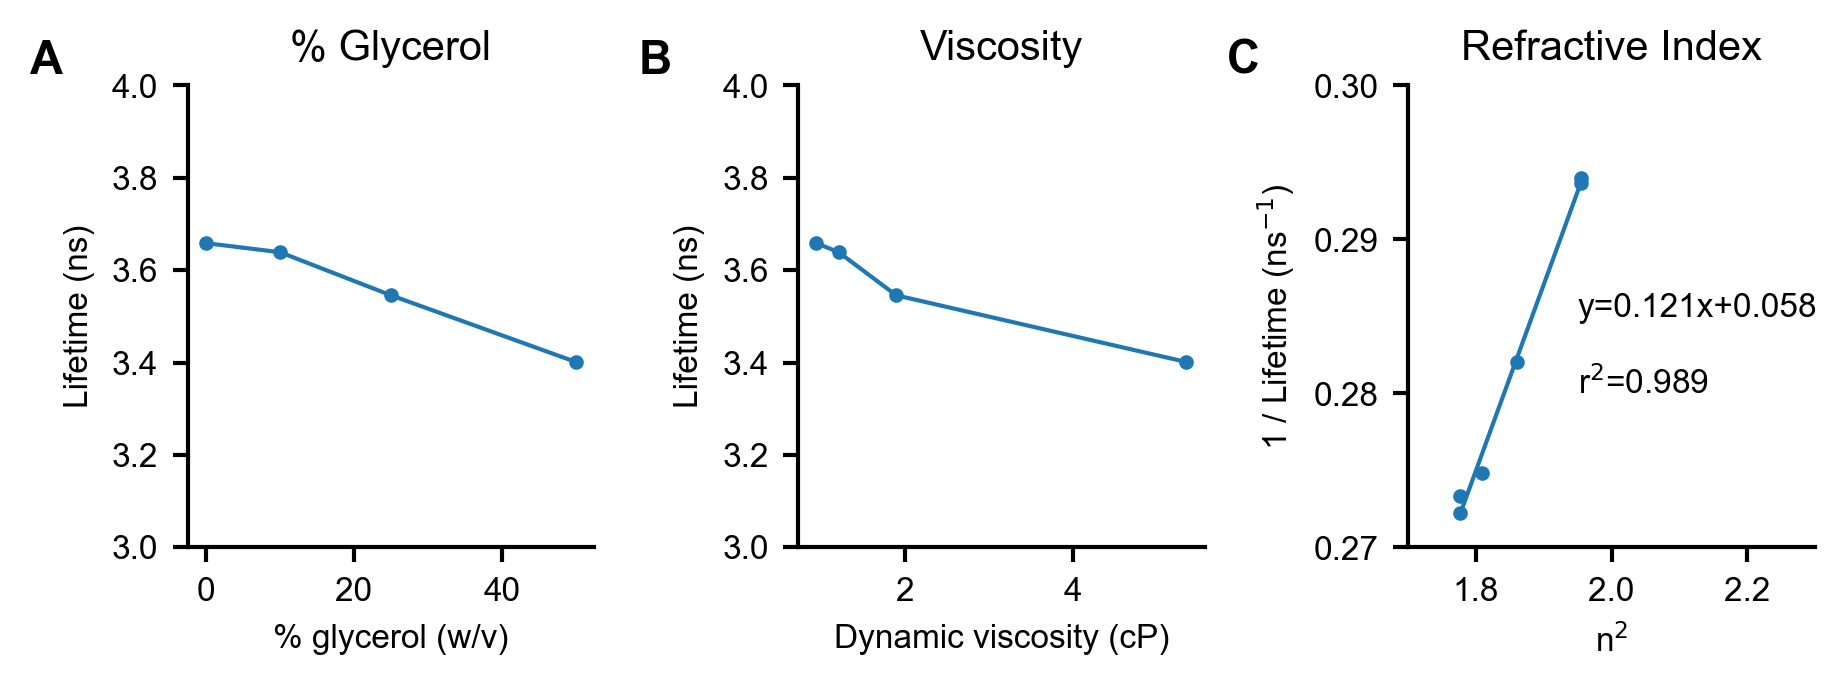 A
% Glycerol
4.0
3.8
3.6
3.4
3.2
3.0
Lifetime (ns)
0 20 40
% glycerol (w/v)
B
Viscosity
4.0
3.8
3.6
3.4
3.2
3.0
Lifetime (ns)
2 4
Dynamic viscosity (cP)
C
Refractive Index
0.30
0.29
0.28
0.27
1 / Lifetime (ns⁻¹)
y=0.121x+0.058
r²=0.989
1.8 2.0 2.2
n²